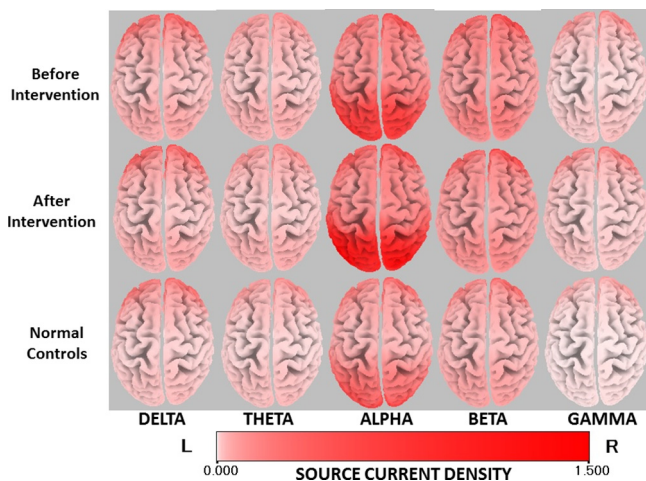 Before
Intervention
After
Intervention
Normal
Controls
DELTA THETA ALPHA BETA GAMMA
L R
0.000 SOURCE CURRENT DENSITY 1.500